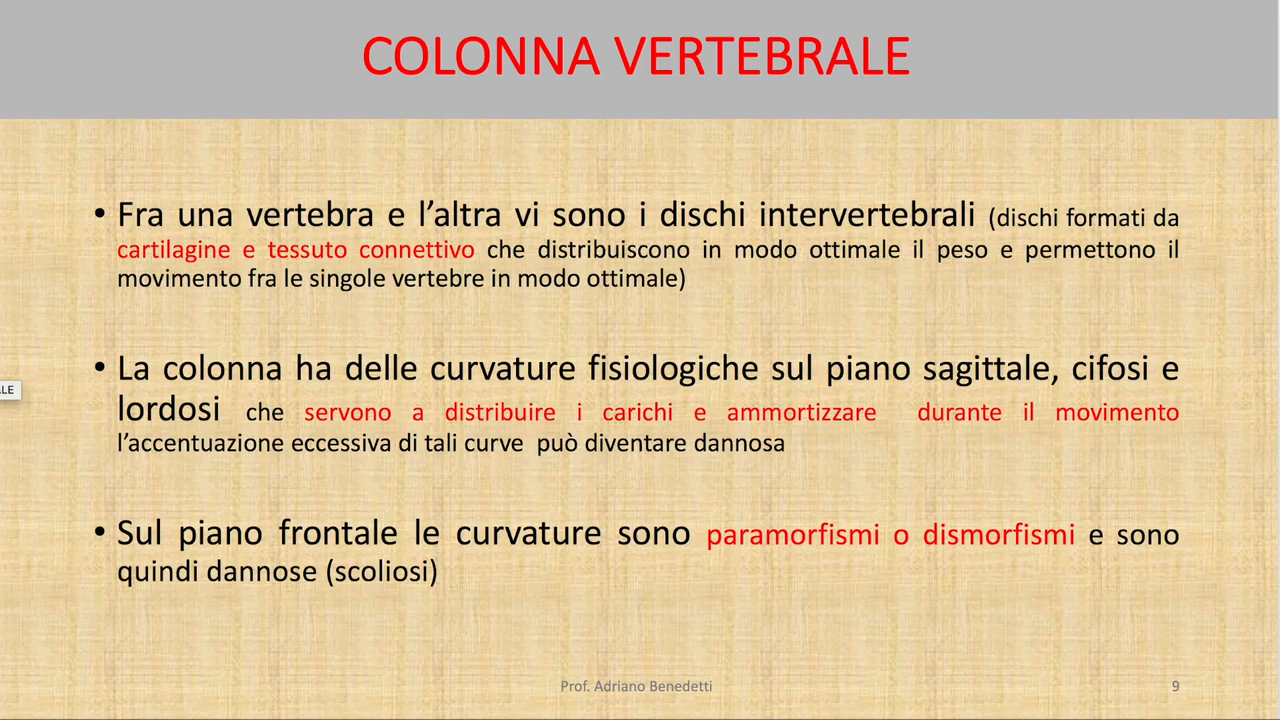 COLONNA VERTEBRALE
• Fra una vertebra e l’altra vi sono i dischi intervertebrali (dischi formati da
cartilagine e tessuto connettivo che distribuiscono in modo ottimale il peso e permettono il
movimento fra le singole vertebre in modo ottimale)
• La colonna ha delle curvature fisiologiche sul piano sagittale, cifosi e
ALE
lordosi che servono a distribuire i carichi e ammortizzare durante il movimento
l’accentuazione eccessiva di tali curve può diventare dannosa
• Sul piano frontale le curvature sono paramorfismi o dismorfismi e sono
quindi dannose (scoliosi)
Prof. Adriano Benedetti 9